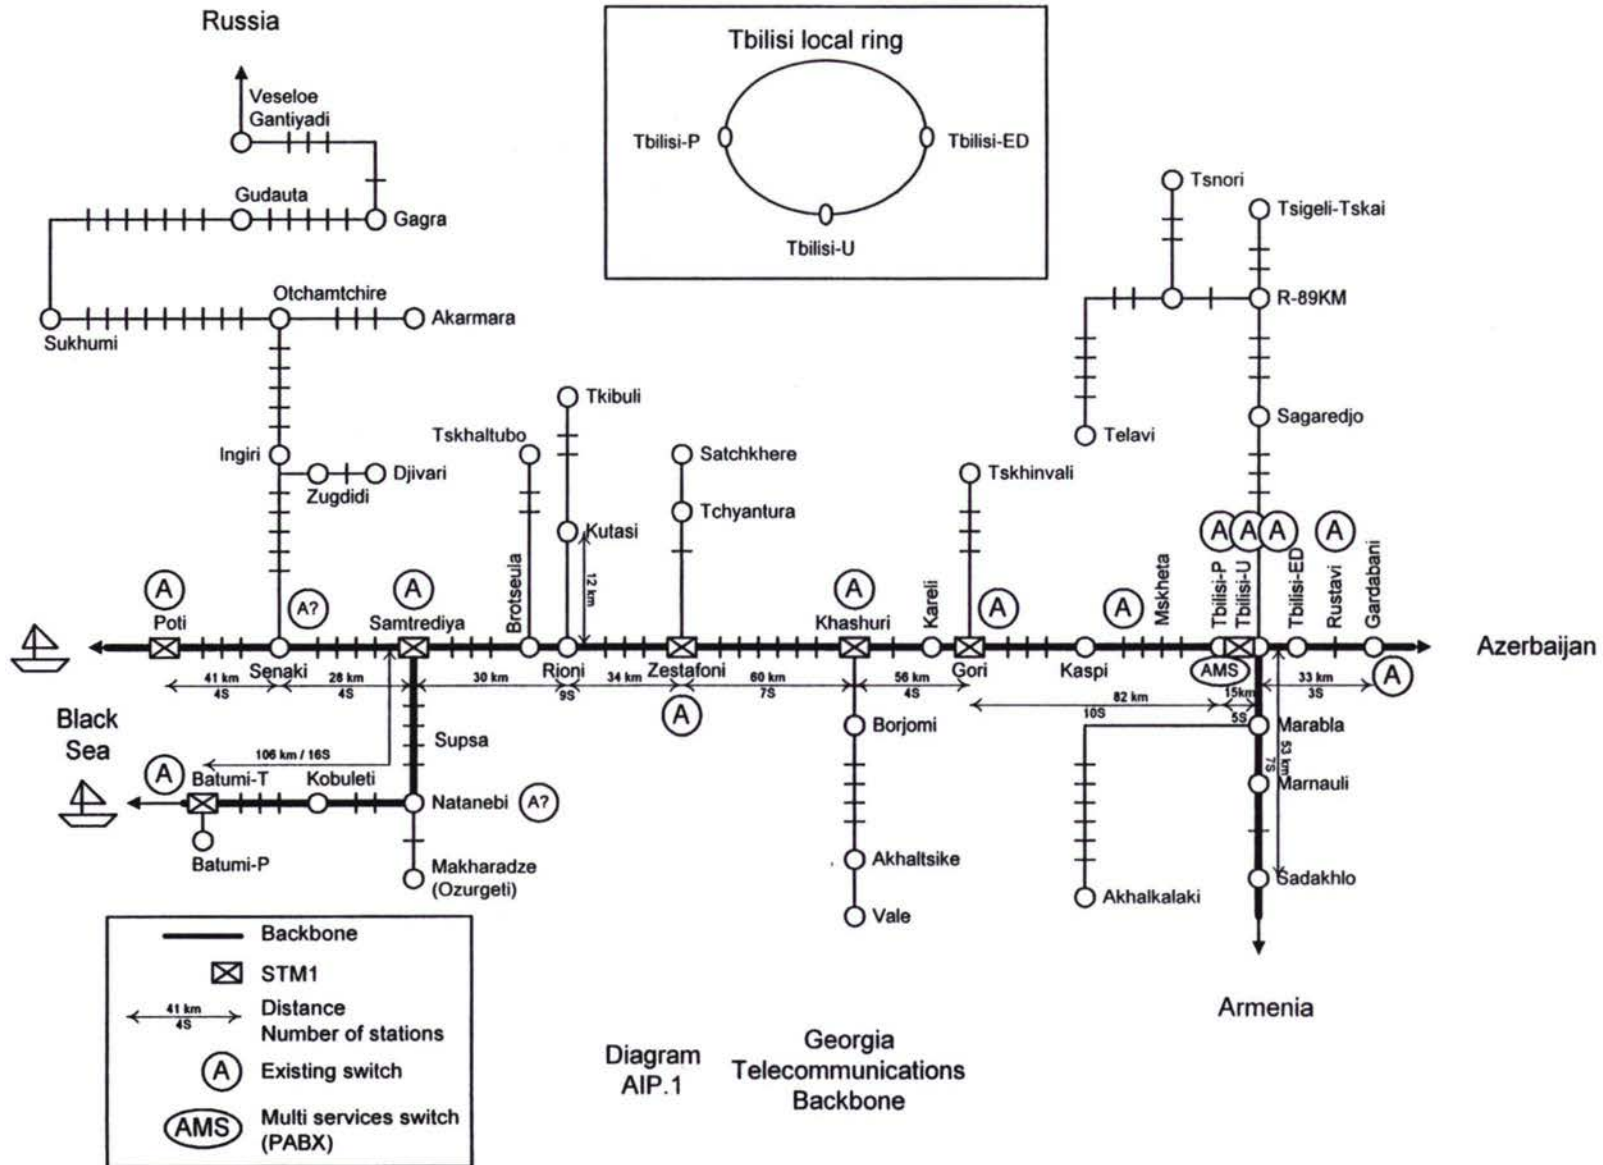 Russia
Veseloe
Gantiyadi
Gudauta
Gagra
Otchamtchire
Akarmara
Sukhumi
Ingiri
Zugdidi
Djivari
Tbilisi local ring
Tbilisi-P
Tbilisi-ED
Tbilisi-U
Tsnori
Tsigeli-Tskai
R-89KM
Sagaredjo
Telavi
Tkibuli
Tskhaltubo
Kutasi
12 km
Satchkhere
Tchyantura
Tskhinvali
A
Poti
A?
Senaki
A
Samtrediya
Brotseula
Rioni
Zestafoni
A
A
Khashuri
Kareli
A
Gori
Kaspi
A
Mskheta
A
A
A
Tbilisi-P
Tbilisi-U
Tbilisi-ED
A
Rustavi
Gardabani
A
AMS
Azerbaijan
41 km
4S
28 km
4S
30 km
9S
34 km
60 km
7S
56 km
4S
82 km
10S
15km
5S
33 km
3S
53 km
7S
Black
Sea
106 km / 16S
A
Batumi-T
Kobuleti
Batumi-P
Supsa
Natanebi
A?
Makharadze
(Ozurgeti)
Borjomi
Akhaltsike
Vale
Akhalkalaki
Marabla
Marnauli
Sadakhlo
Armenia
Backbone
STM1
41 km
4S
Distance
Number of stations
A
Existing switch
AMS
Multi services switch
(PABX)
Diagram
AIP.1
Georgia
Telecommunications
Backbone